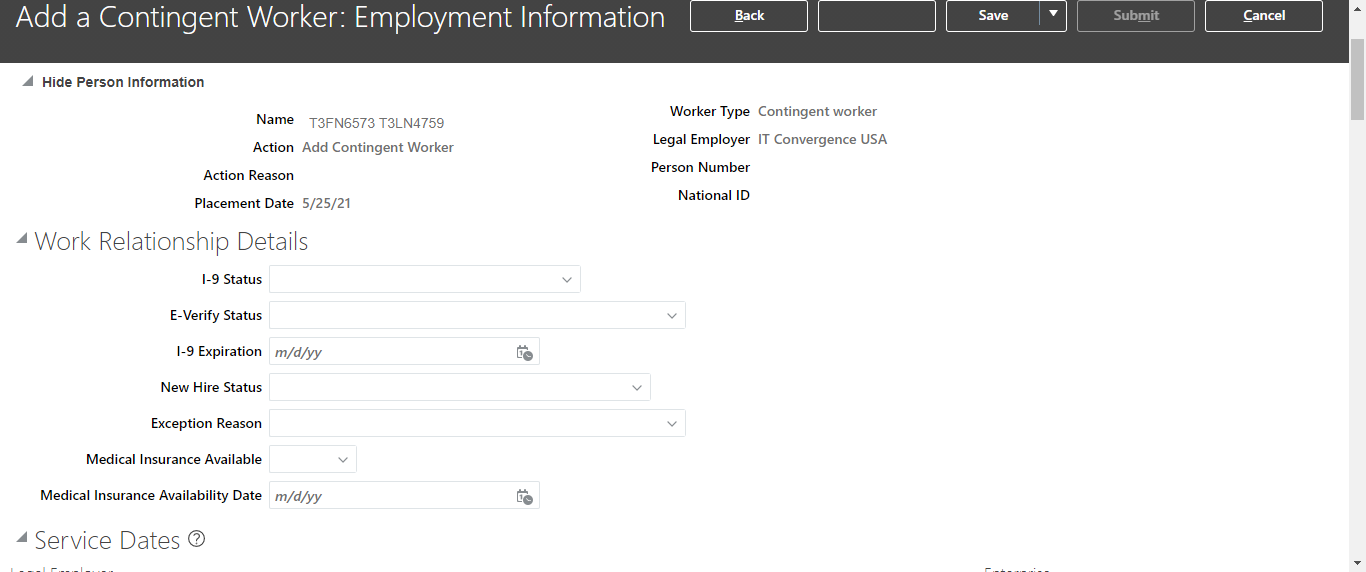 Add a Contingent Worker: Employment Information
Back
Save
Submit
Cancel
Hide Person Information
Name T3FN6573 T3LN4759
Action Add Contingent Worker
Action Reason
Placement Date 5/25/21
Worker Type Contingent worker
Legal Employer IT Convergence USA
Person Number
National ID
Work Relationship Details
I-9 Status
E-Verify Status
I-9 Expiration m/d/yy
New Hire Status
Exception Reason
Medical Insurance Available
Medical Insurance Availability Date m/d/yy
Service Dates ?
Legal Employer
Enterprise